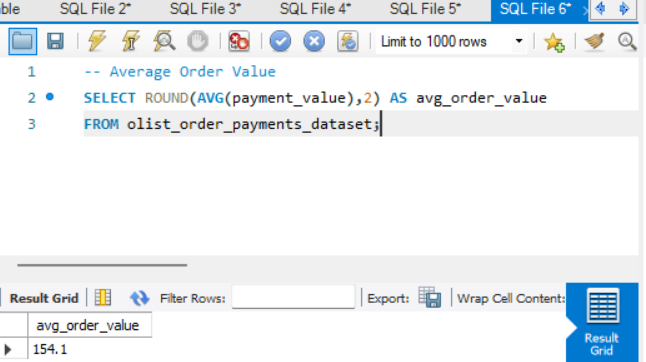 ble SQL File 2* SQL File 3* SQL File 4* SQL File 5* SQL File 6*
Limit to 1000 rows
1 -- Average Order Value
2 SELECT ROUND(AVG(payment_value),2) AS avg_order_value
3 FROM olist_order_payments_dataset;
Result Grid Filter Rows: Export: Wrap Cell Content:
avg_order_value
154.1
Result
Grid